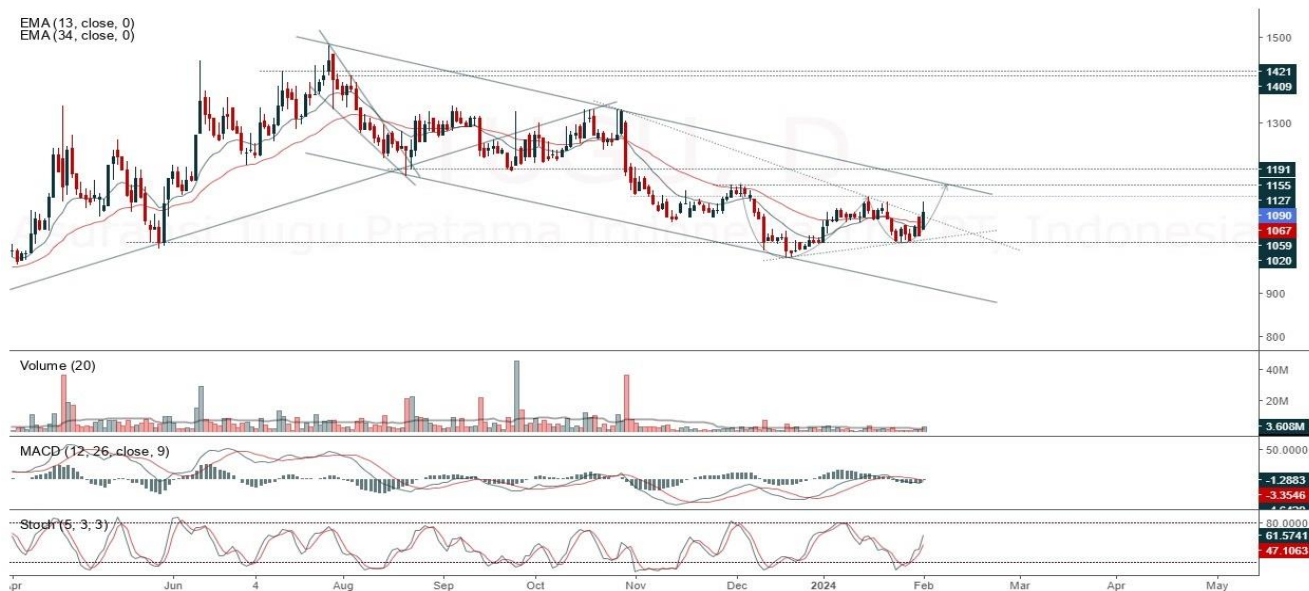 EMA (13, close, 0)
EMA (34, close, 0)
1500
1421
1409
1300
1191
1155
1127
1090
1067
1059
1020
900
800
Indonesia
Volume (20)
40M
20M
3.608M
MACD (12, 26, close, 9)
50.0000
-1.2883
-3.3546
Stoch (5, 3, 3)
80.0000
61.5741
47.1063
pr Jun 4 Aug Sep Oct Nov Dec 2024 Feb Mar Apr May